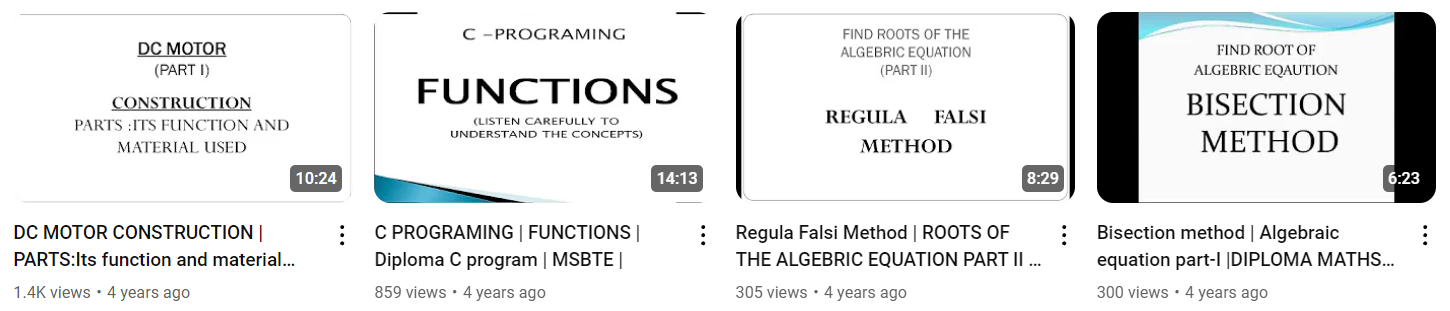 DC MOTOR
(PART I)
CONSTRUCTION
PARTS :ITS FUNCTION AND
MATERIAL USED
10:24
DC MOTOR CONSTRUCTION |
PARTS:Its function and material...
1.4K views • 4 years ago
C –PROGRAMING
FUNCTIONS
(LISTEN CAREFULLY TO
UNDERSTAND THE CONCEPTS)
14:13
C PROGRAMING | FUNCTIONS |
Diploma C program | MSBTE |
859 views • 4 years ago
FIND ROOTS OF THE
ALGEBRIC EQUATION
(PART II)
REGULA FALSI
METHOD
8:29
Regula Falsi Method | ROOTS OF
THE ALGEBRIC EQUATION PART II ...
305 views • 4 years ago
FIND ROOT OF
ALGEBRIC EQAUTION
BISECTION
METHOD
6:23
Bisection method | Algebraic
equation part-I |DIPLOMA MATHS...
300 views • 4 years ago